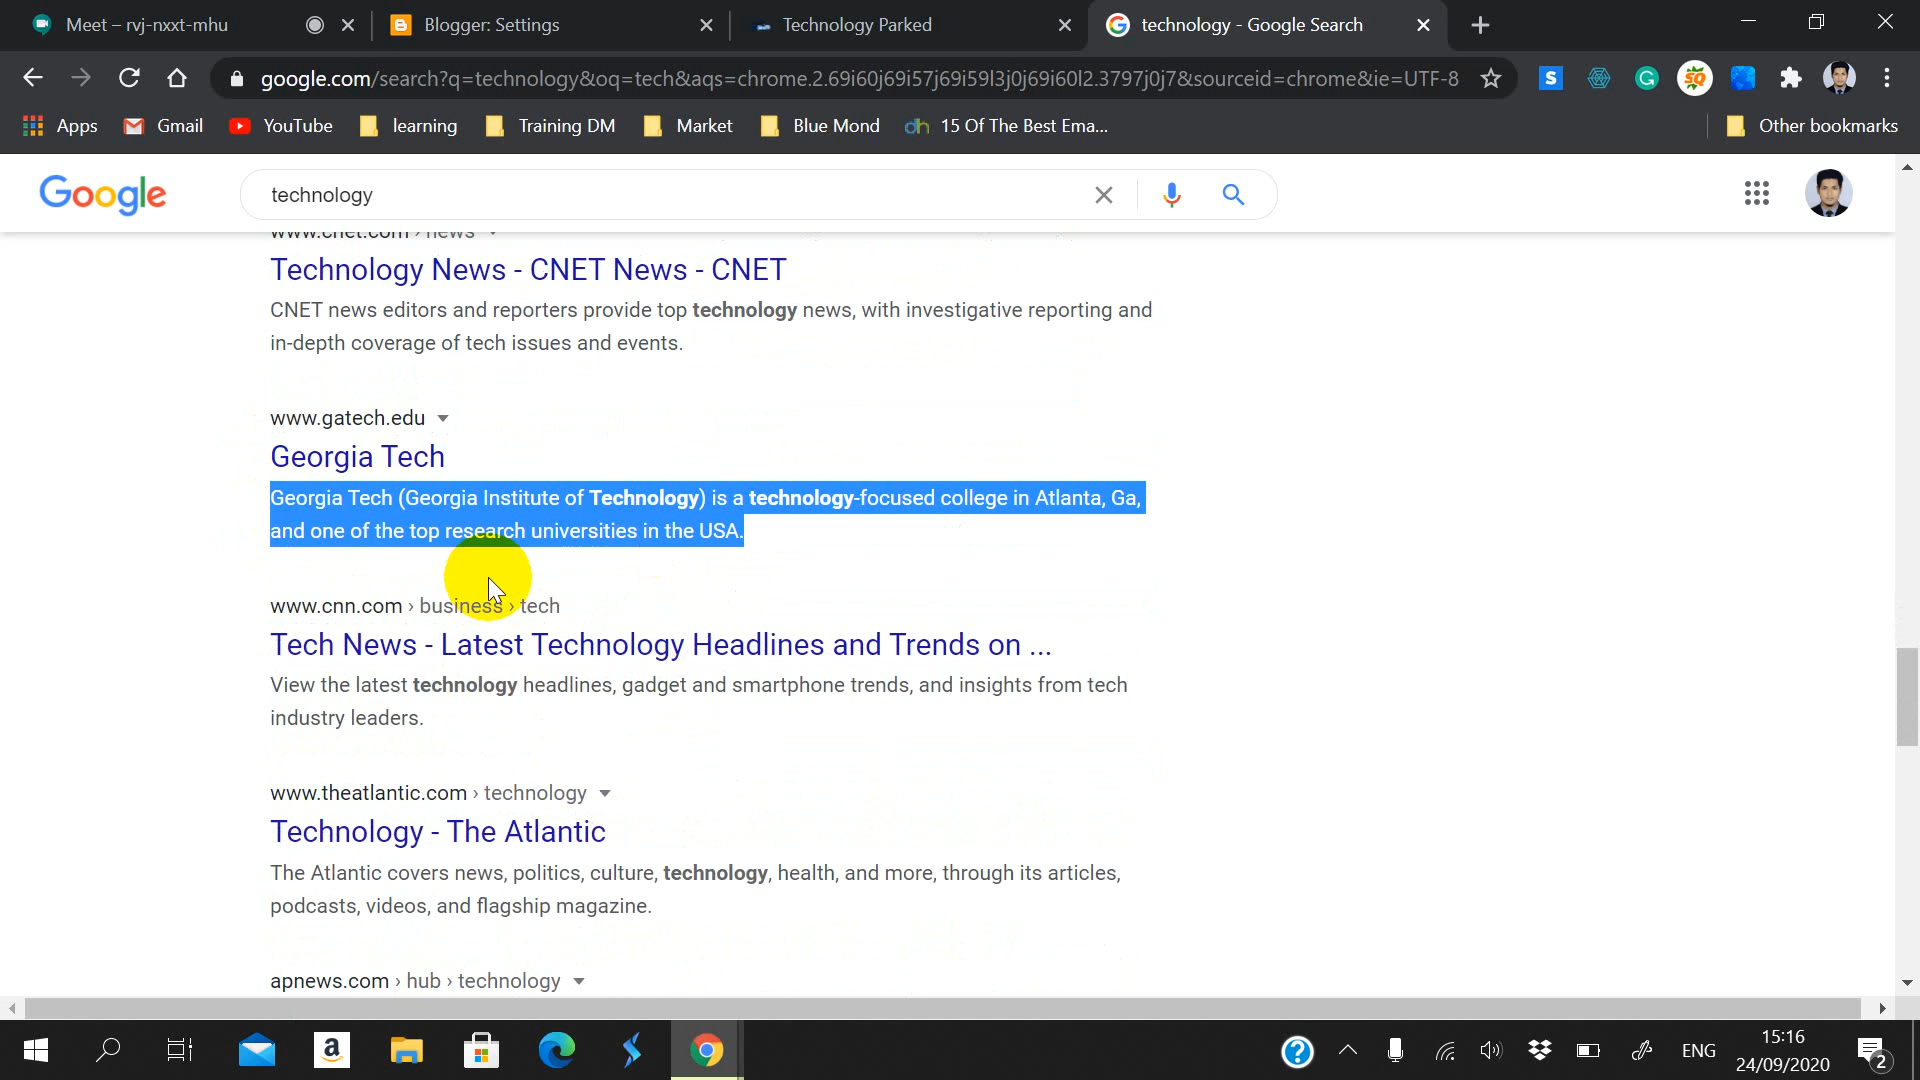 Meet – rvj-nxxt-mhu
Blogger: Settings
Technology Parked
technology - Google Search
google.com/search?q=technology&oq=tech&aqs=chrome.2.69i60j69i57j69i59l3j0j69i60l2.3797j0j7&sourceid=chrome&ie=UTF-8
Apps
Gmail
YouTube
learning
Training DM
Market
Blue Mond
15 Of The Best Ema...
Other bookmarks
Google
technology
www.cnet.com › news
Technology News - CNET News - CNET
CNET news editors and reporters provide top technology news, with investigative reporting and
in-depth coverage of tech issues and events.
www.gatech.edu
Georgia Tech
Georgia Tech (Georgia Institute of Technology) is a technology-focused college in Atlanta, Ga,
and one of the top research universities in the USA.
www.cnn.com › business › tech
Tech News - Latest Technology Headlines and Trends on ...
View the latest technology headlines, gadget and smartphone trends, and insights from tech
industry leaders.
www.theatlantic.com › technology
Technology - The Atlantic
The Atlantic covers news, politics, culture, technology, health, and more, through its articles,
podcasts, videos, and flagship magazine.
apnews.com › hub › technology
ENG
15:16
24/09/2020
2